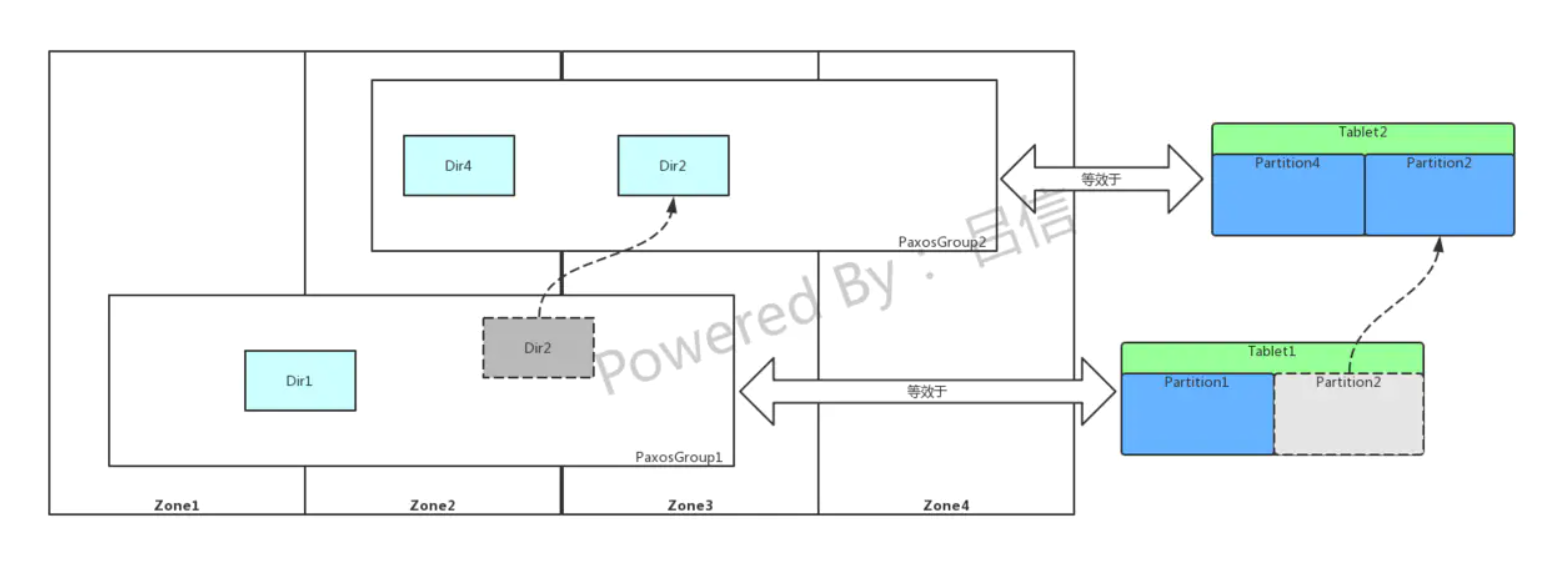 Tablet2
Partition4
Partition2
Dir4
Dir2
等效于
PaxosGroup2
Powered By：吕信
Dir2
Tablet1
Dir1
Partition1
Partition2
等效于
PaxosGroup1
Zone1
Zone2
Zone3
Zone4